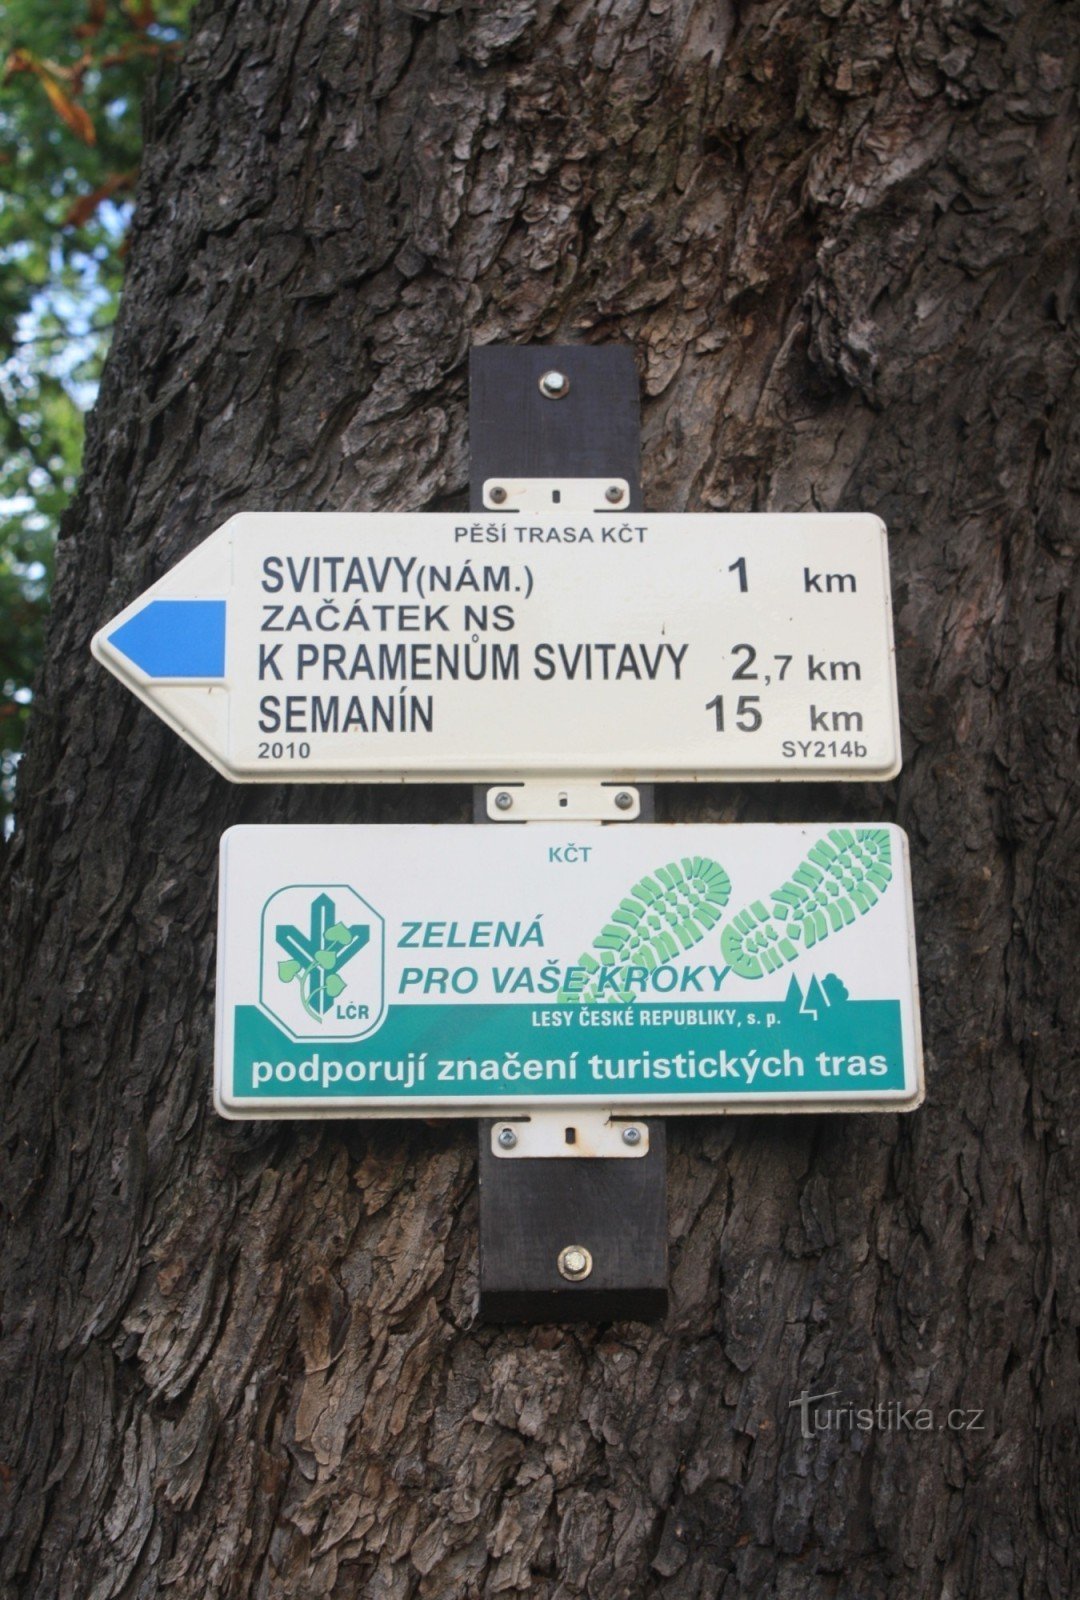 PĚŠÍ TRASA KČT
SVITAVY(NÁM.) 1 km
ZAČÁTEK NS
K PRAMENŮM SVITAVY 2,7 km
SEMANÍN 15 km
2010 SY214b
KČT
ZELENÁ
PRO VAŠE KROKY
LČR
LESY ČESKÉ REPUBLIKY, s. p.
podporují značení turistických tras
Turistika.cz